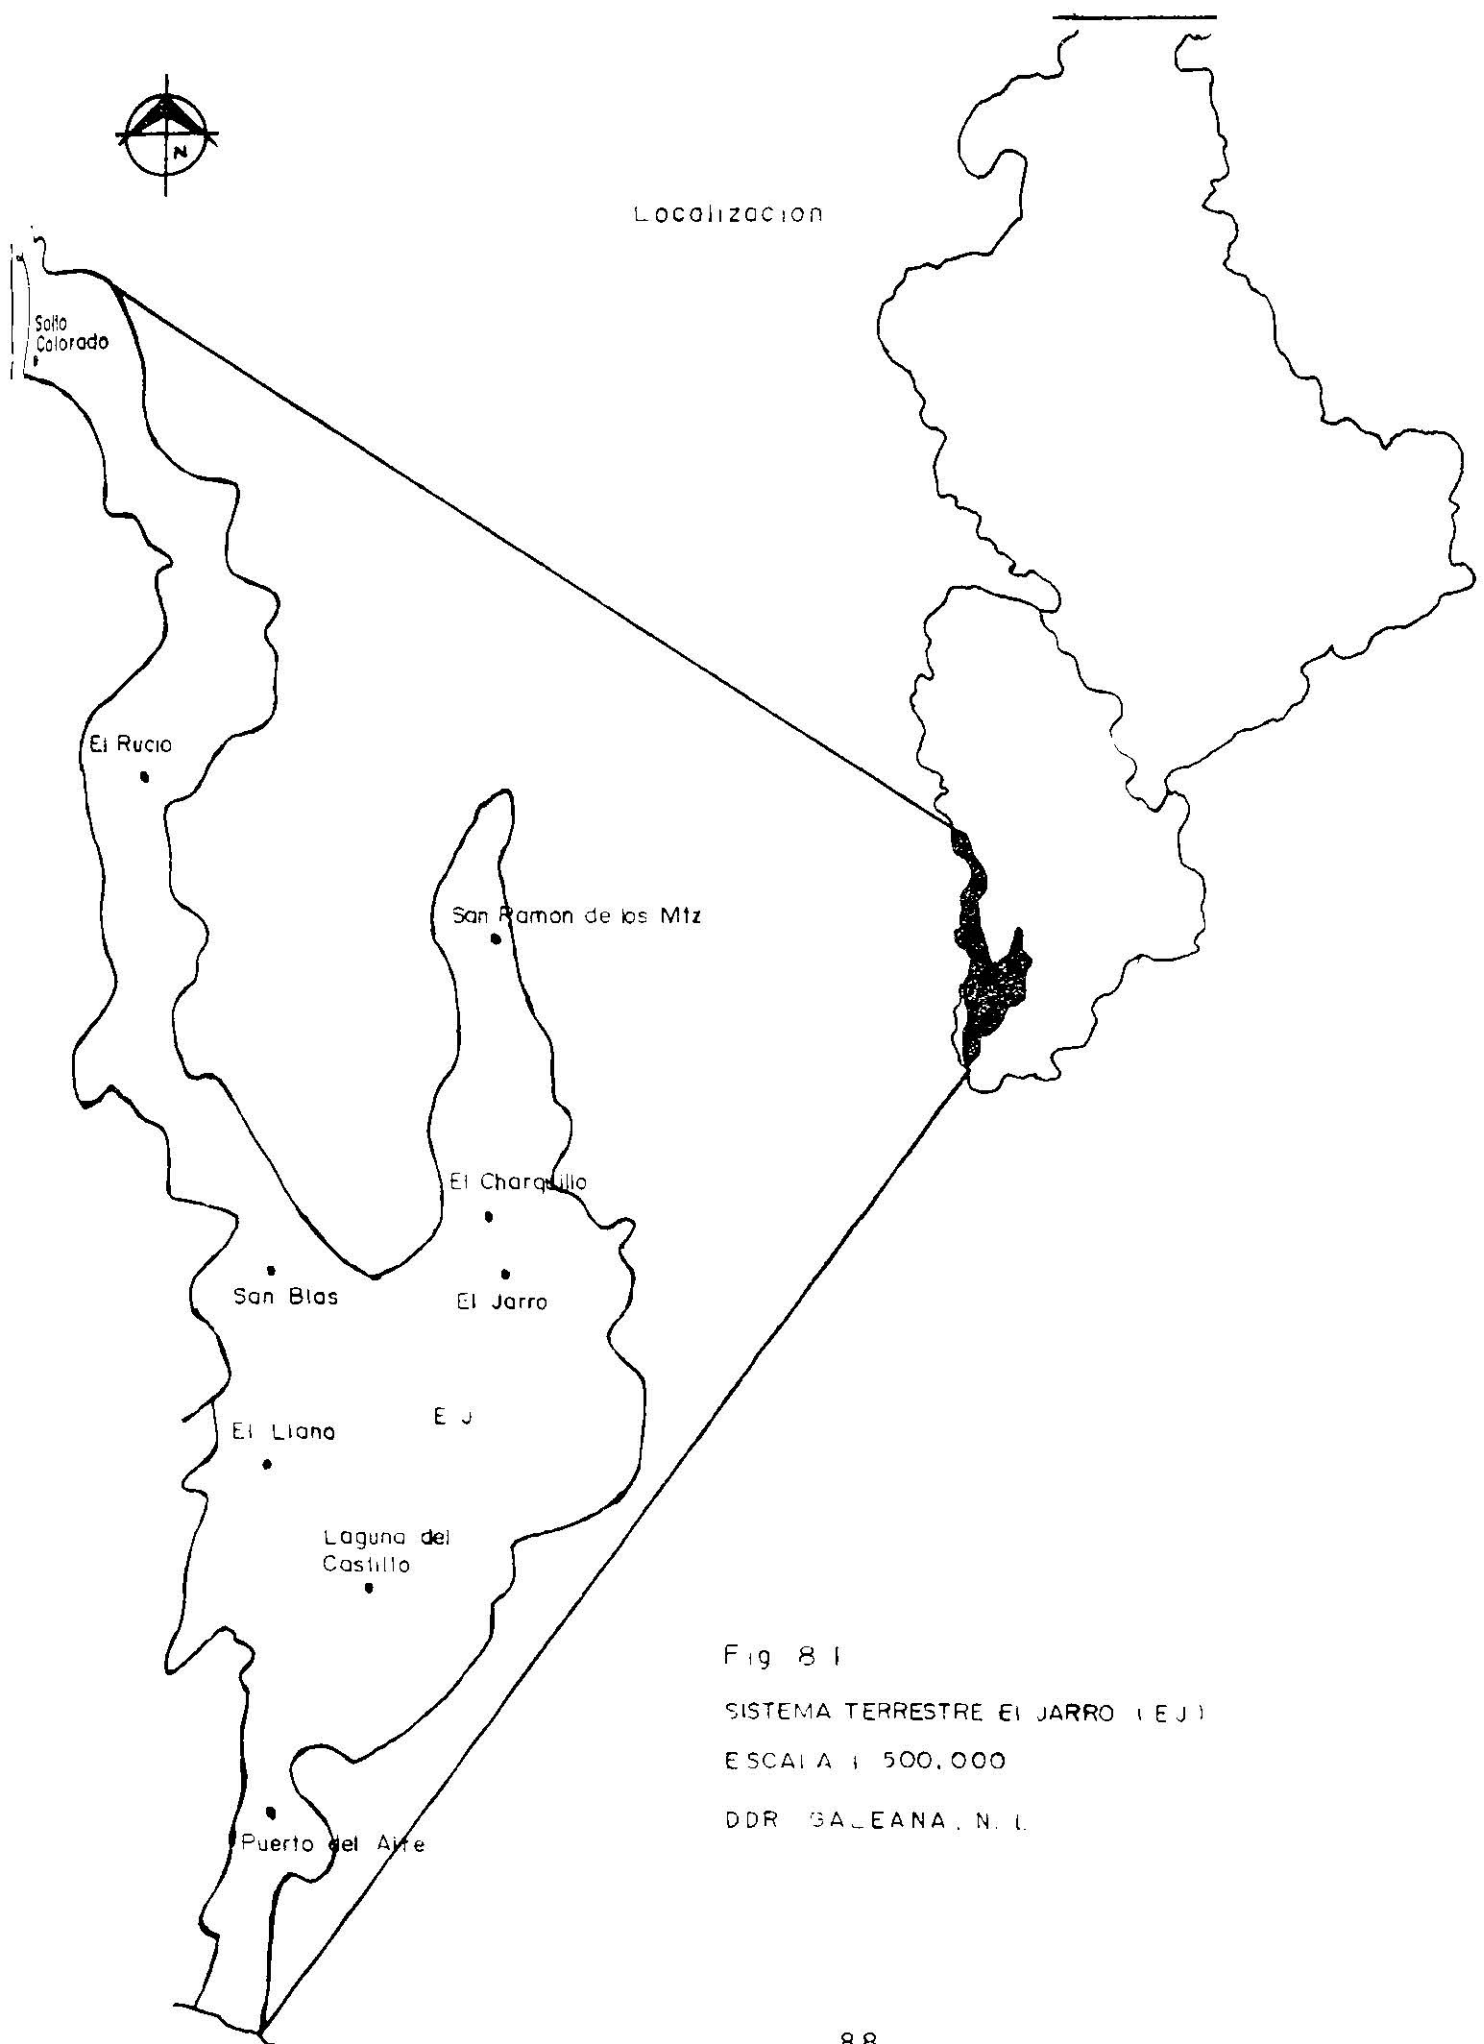 N
Localizacion
Salto
Colorado
El Rucio
San Ramon de los Mtz
El Charquillo
San Blas
El Jarro
E J
El Llano
Laguna del
Castillo
Puerto del Aire
Fig 8 1
SISTEMA TERRESTRE El JARRO ( E J )
ESCALA 1 500,000
DDR GALEANA, N. L.
88